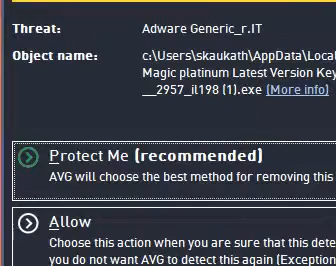 Threat: Adware Generic_r.IT
Object name: c:\Users\skaukath\AppData\Local
Magic platinum Latest Version Key
__2957_il198 (1).exe (More info)
Protect Me (recommended)
AVG will choose the best method for removing this
Allow
Choose this action when you are sure that this dete
you do not want AVG to detect this again (Exception